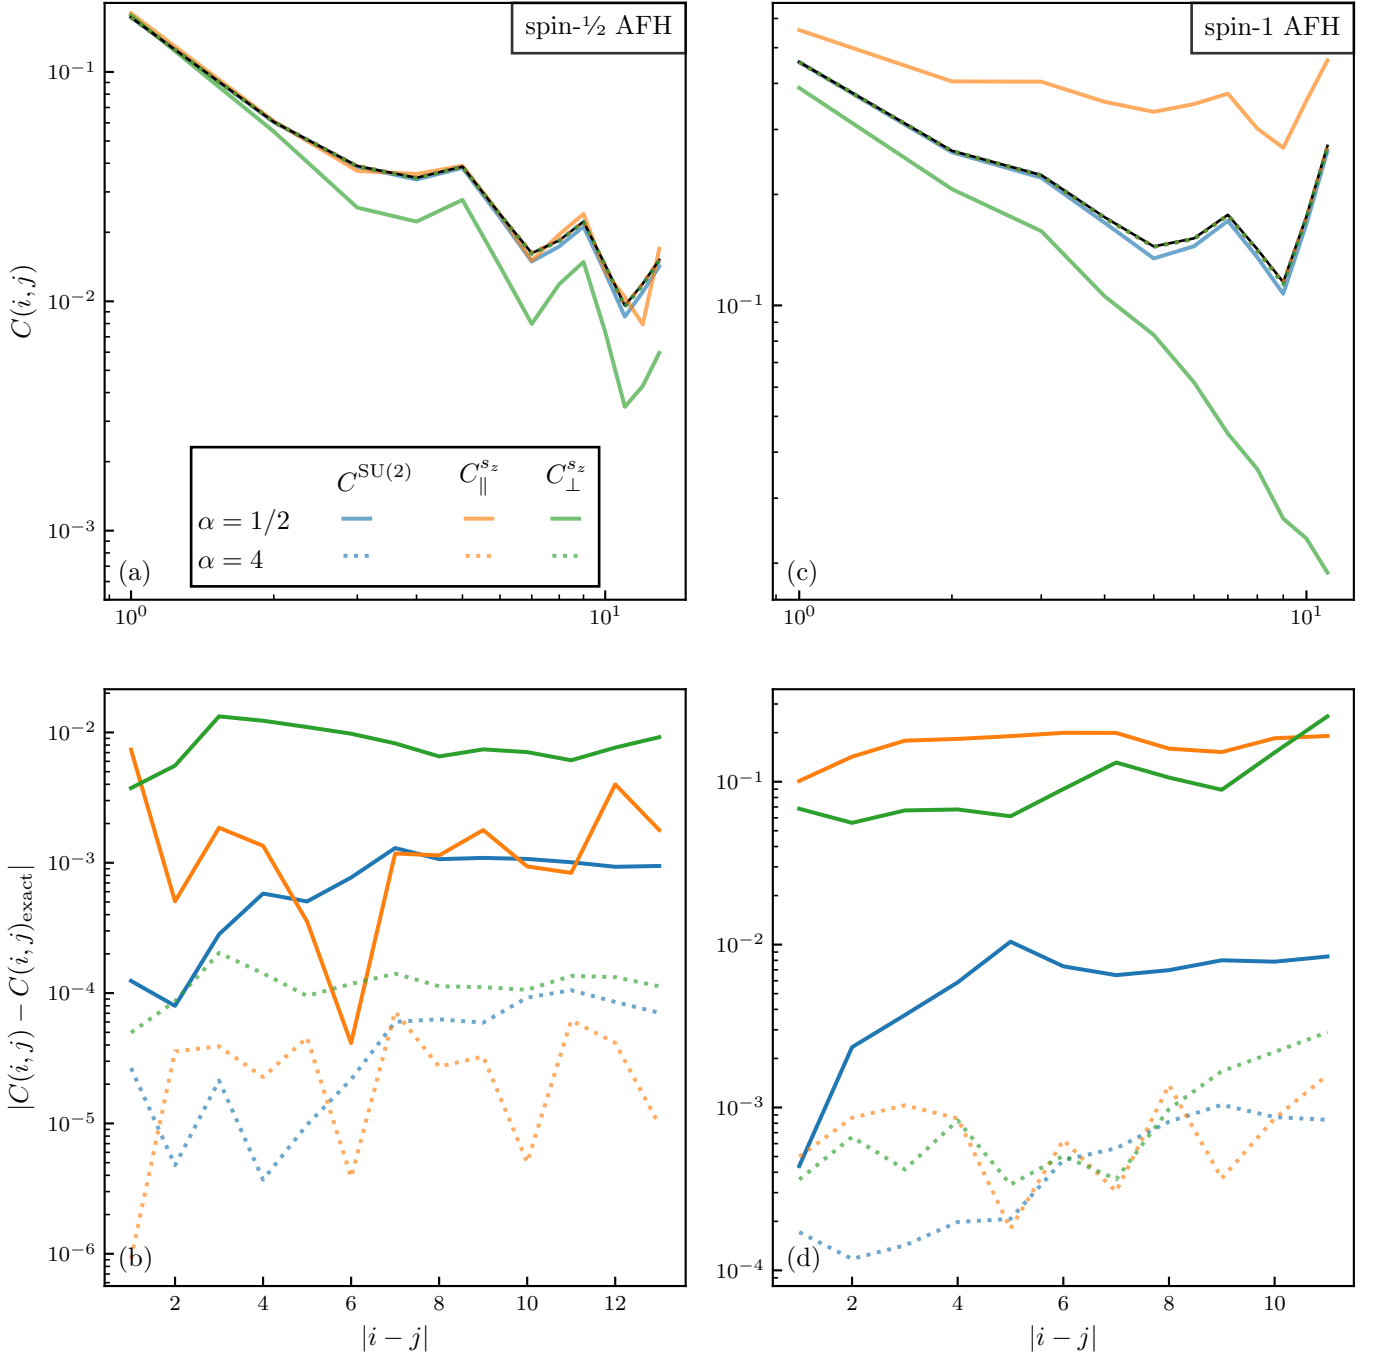 spin-½ AFH
10⁻¹
10⁻²
10⁻³
C(i, j)
C^SU(2) C_∥^{s_z} C_⊥^{s_z}
α = 1/2
α = 4
(a)
10⁰ 10¹
spin-1 AFH
10⁻¹
(c)
10⁰ 10¹
10⁻²
10⁻³
10⁻⁴
10⁻⁵
10⁻⁶
|C(i, j) − C(i, j)_exact|
(b)
2 4 6 8 10 12
|i − j|
10⁻¹
10⁻²
10⁻³
10⁻⁴
(d)
2 4 6 8 10
|i − j|